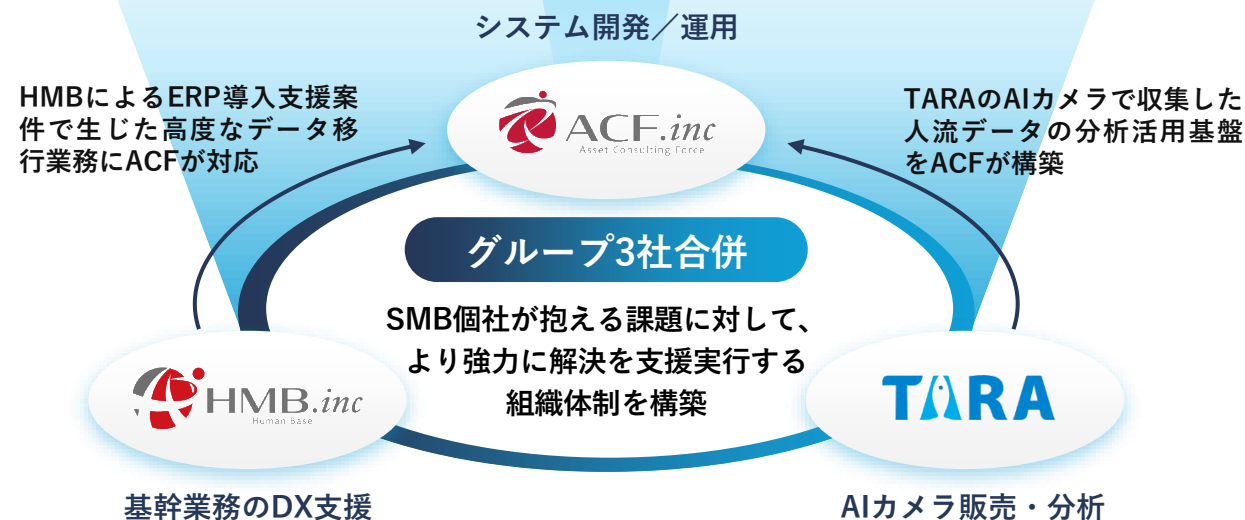 システム開発／運用
HMBによるERP導入支援案
件で生じた高度なデータ移
行業務にACFが対応
ACF.inc
Asset Consulting Force
TARAのAIカメラで収集した
人流データの分析活用基盤
をACFが構築
グループ3社合併
SMB個社が抱える課題に対して、
より強力に解決を支援実行する
組織体制を構築
HMB.inc
Human Base
TARA
基幹業務のDX支援
AIカメラ販売・分析